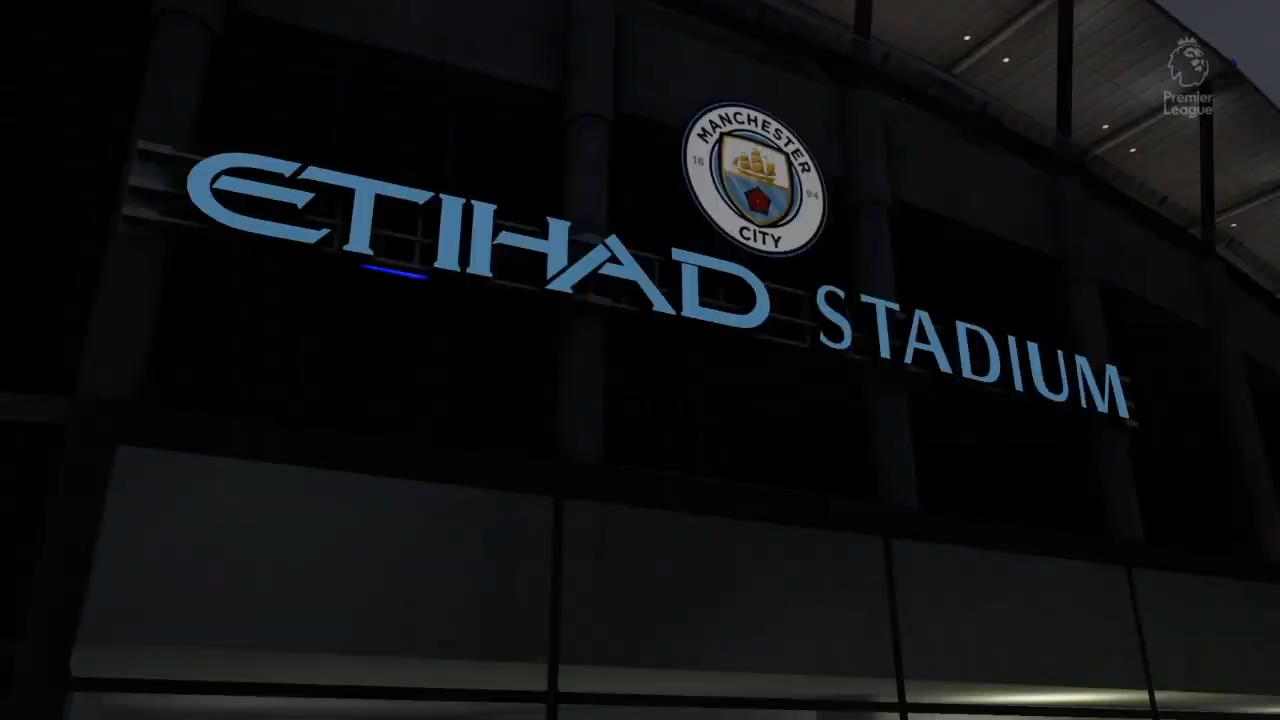 Premier
League
MANCHESTER
18 94
CITY
ETIHAD STADIUM